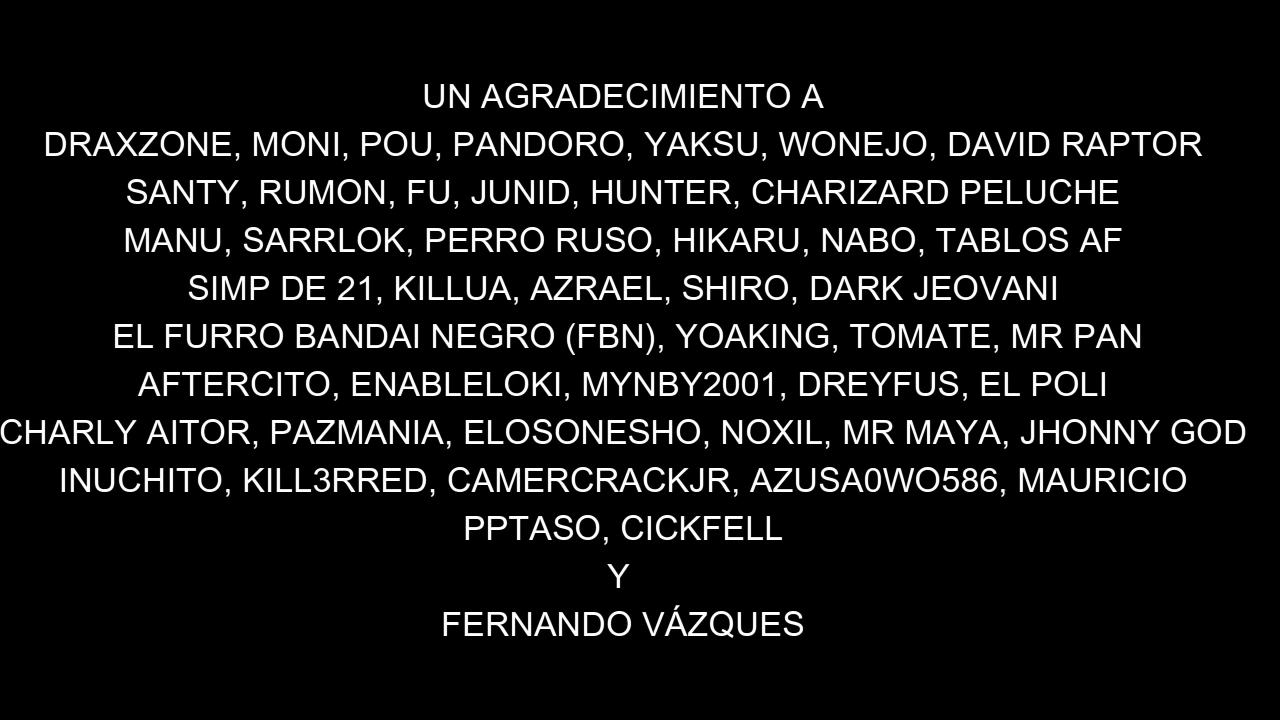 UN AGRADECIMIENTO A
DRAXZONE, MONI, POU, PANDORO, YAKSU, WONEJO, DAVID RAPTOR
SANTY, RUMON, FU, JUNID, HUNTER, CHARIZARD PELUCHE
MANU, SARRLOK, PERRO RUSO, HIKARU, NABO, TABLOS AF
SIMP DE 21, KILLUA, AZRAEL, SHIRO, DARK JEOVANI
EL FURRO BANDAI NEGRO (FBN), YOAKING, TOMATE, MR PAN
AFTERCITO, ENABLELOKI, MYNBY2001, DREYFUS, EL POLI
CHARLY AITOR, PAZMANIA, ELOSONESHO, NOXIL, MR MAYA, JHONNY GOD
INUCHITO, KILL3RRED, CAMERCRACKJR, AZUSA0WO586, MAURICIO
PPTASO, CICKFELL
Y
FERNANDO VÁZQUES